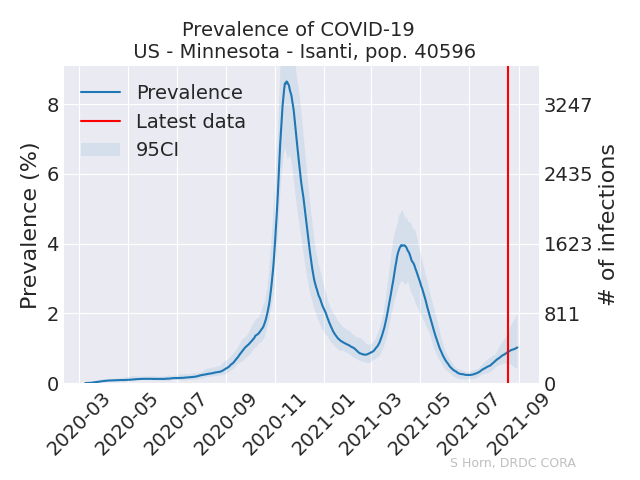 Prevalence of COVID-19
US - Minnesota - Isanti, pop. 40596
Prevalence
Latest data
95CI
Prevalence (%)
8
6
4
2
0
3247
2435
1623
811
0
# of infections
2020-03
2020-05
2020-07
2020-09
2020-11
2021-01
2021-03
2021-05
2021-07
2021-09
S Horn, DRDC CORA